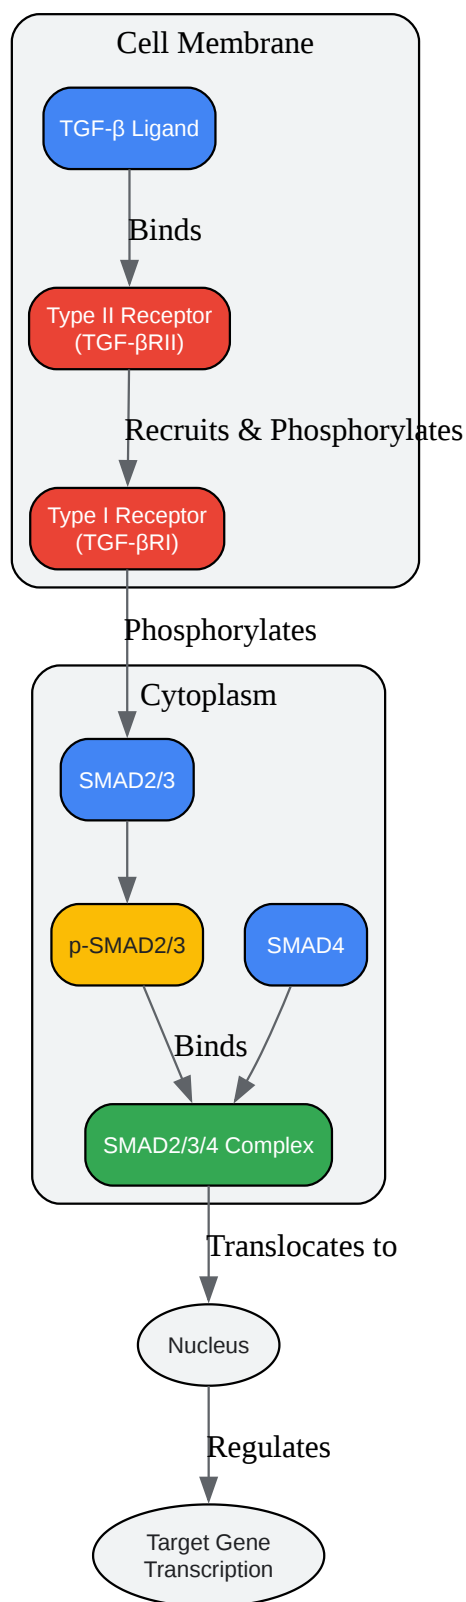 Cell Membrane
TGF-β Ligand
Binds
Type II Receptor
(TGF-βRII)
Recruits & Phosphorylates
Type I Receptor
(TGF-βRI)
Phosphorylates
Cytoplasm
SMAD2/3
p-SMAD2/3
SMAD4
Binds
SMAD2/3/4 Complex
Translocates to
Nucleus
Regulates
Target Gene
Transcription